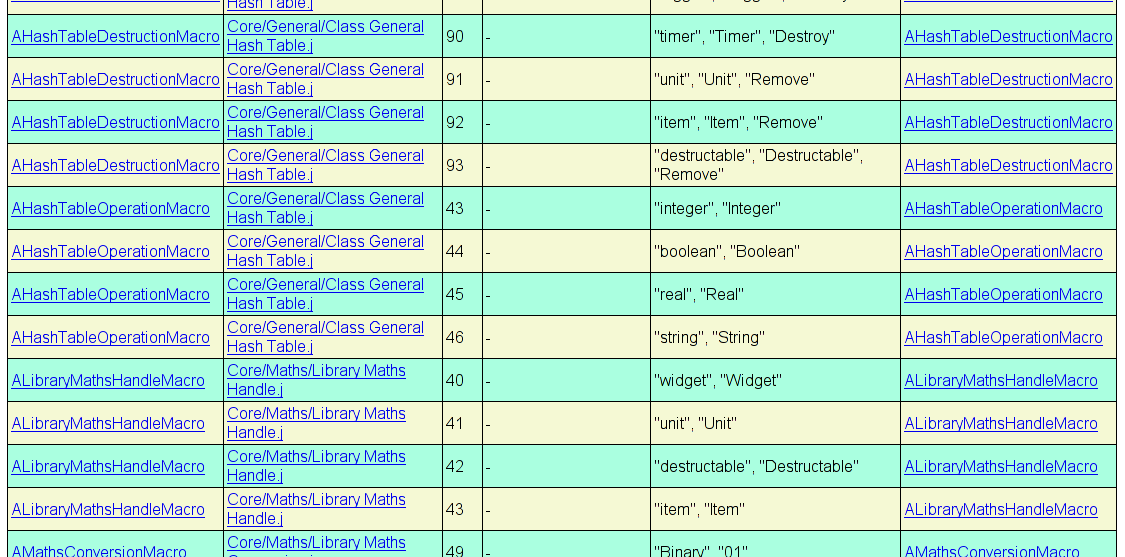 Hash Table.j
AHashTableDestructionMacro
Core/General/Class General
Hash Table.j
90
-
"timer", "Timer", "Destroy"
AHashTableDestructionMacro
AHashTableDestructionMacro
Core/General/Class General
Hash Table.j
91
-
"unit", "Unit", "Remove"
AHashTableDestructionMacro
AHashTableDestructionMacro
Core/General/Class General
Hash Table.j
92
-
"item", "Item", "Remove"
AHashTableDestructionMacro
AHashTableDestructionMacro
Core/General/Class General
Hash Table.j
93
-
"destructable", "Destructable",
"Remove"
AHashTableDestructionMacro
AHashTableOperationMacro
Core/General/Class General
Hash Table.j
43
-
"integer", "Integer"
AHashTableOperationMacro
AHashTableOperationMacro
Core/General/Class General
Hash Table.j
44
-
"boolean", "Boolean"
AHashTableOperationMacro
AHashTableOperationMacro
Core/General/Class General
Hash Table.j
45
-
"real", "Real"
AHashTableOperationMacro
AHashTableOperationMacro
Core/General/Class General
Hash Table.j
46
-
"string", "String"
AHashTableOperationMacro
ALibraryMathsHandleMacro
Core/Maths/Library Maths
Handle.j
40
-
"widget", "Widget"
ALibraryMathsHandleMacro
ALibraryMathsHandleMacro
Core/Maths/Library Maths
Handle.j
41
-
"unit", "Unit"
ALibraryMathsHandleMacro
ALibraryMathsHandleMacro
Core/Maths/Library Maths
Handle.j
42
-
"destructable", "Destructable"
ALibraryMathsHandleMacro
ALibraryMathsHandleMacro
Core/Maths/Library Maths
Handle.j
43
-
"item", "Item"
ALibraryMathsHandleMacro
AMathsConversionMacro
Core/Maths/Library Maths
49
-
"Binary", "01"
AMathsConversionMacro